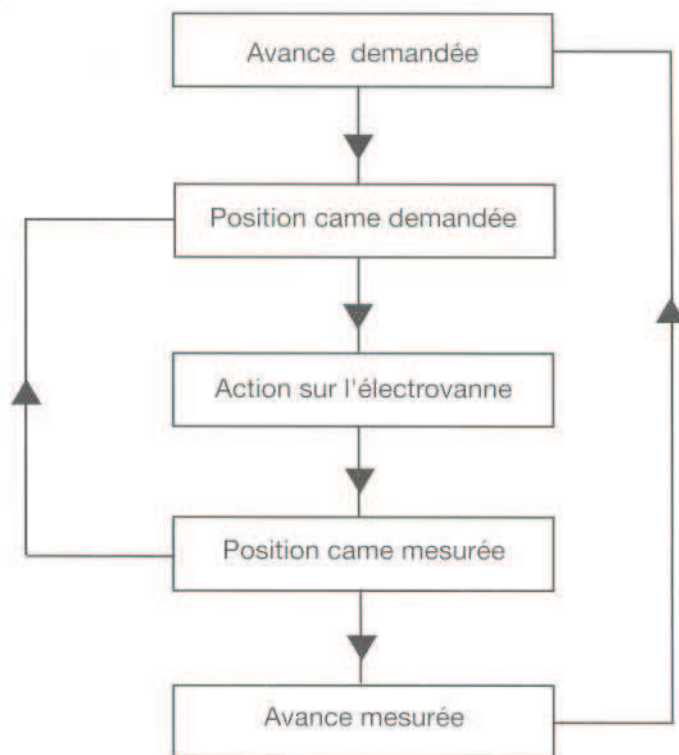 Avance demandée
Position came demandée
Action sur l'électrovanne
Position came mesurée
Avance mesurée